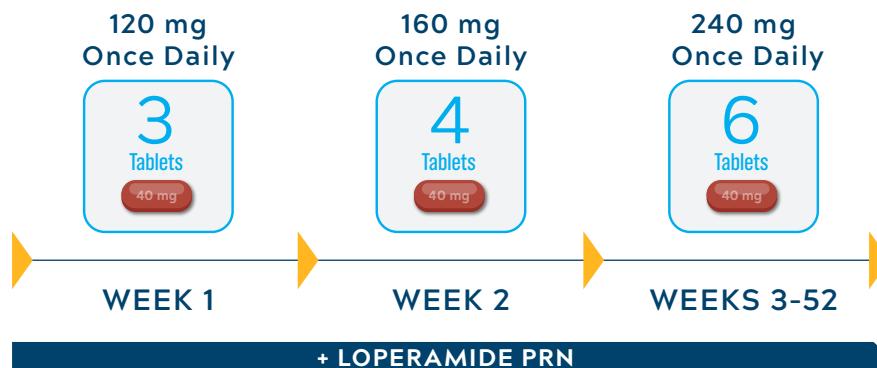 120 mg
Once Daily
160 mg
Once Daily
240 mg
Once Daily
3
Tablets
40 mg
4
Tablets
40 mg
6
Tablets
40 mg
WEEK 1
WEEK 2
WEEKS 3-52
+ LOPERAMIDE PRN